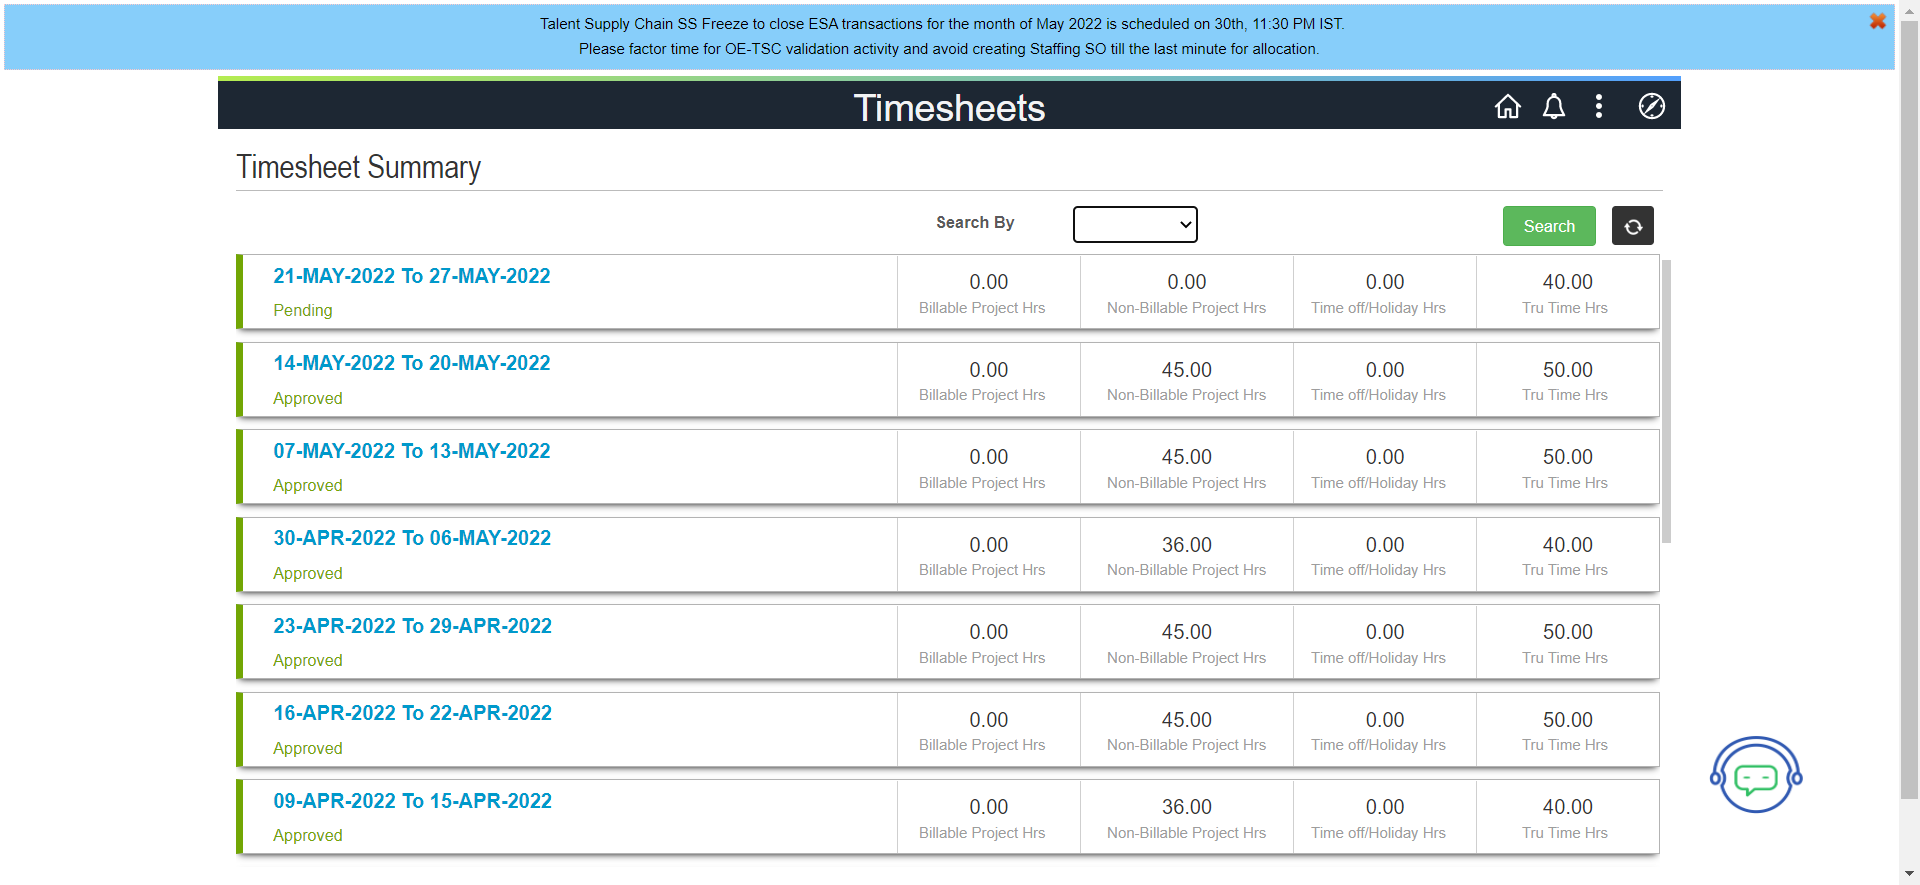 Talent Supply Chain SS Freeze to close ESA transactions for the month of May 2022 is scheduled on 30th, 11:30 PM IST.
Please factor time for OE-TSC validation activity and avoid creating Staffing SO till the last minute for allocation.
Timesheets
Timesheet Summary
Search By
Search
21-MAY-2022 To 27-MAY-2022
Pending
0.00 0.00 0.00 40.00
Billable Project Hrs Non-Billable Project Hrs Time off/Holiday Hrs Tru Time Hrs
14-MAY-2022 To 20-MAY-2022
Approved
0.00 45.00 0.00 50.00
Billable Project Hrs Non-Billable Project Hrs Time off/Holiday Hrs Tru Time Hrs
07-MAY-2022 To 13-MAY-2022
Approved
0.00 45.00 0.00 50.00
Billable Project Hrs Non-Billable Project Hrs Time off/Holiday Hrs Tru Time Hrs
30-APR-2022 To 06-MAY-2022
Approved
0.00 36.00 0.00 40.00
Billable Project Hrs Non-Billable Project Hrs Time off/Holiday Hrs Tru Time Hrs
23-APR-2022 To 29-APR-2022
Approved
0.00 45.00 0.00 50.00
Billable Project Hrs Non-Billable Project Hrs Time off/Holiday Hrs Tru Time Hrs
16-APR-2022 To 22-APR-2022
Approved
0.00 45.00 0.00 50.00
Billable Project Hrs Non-Billable Project Hrs Time off/Holiday Hrs Tru Time Hrs
09-APR-2022 To 15-APR-2022
Approved
0.00 36.00 0.00 40.00
Billable Project Hrs Non-Billable Project Hrs Time off/Holiday Hrs Tru Time Hrs